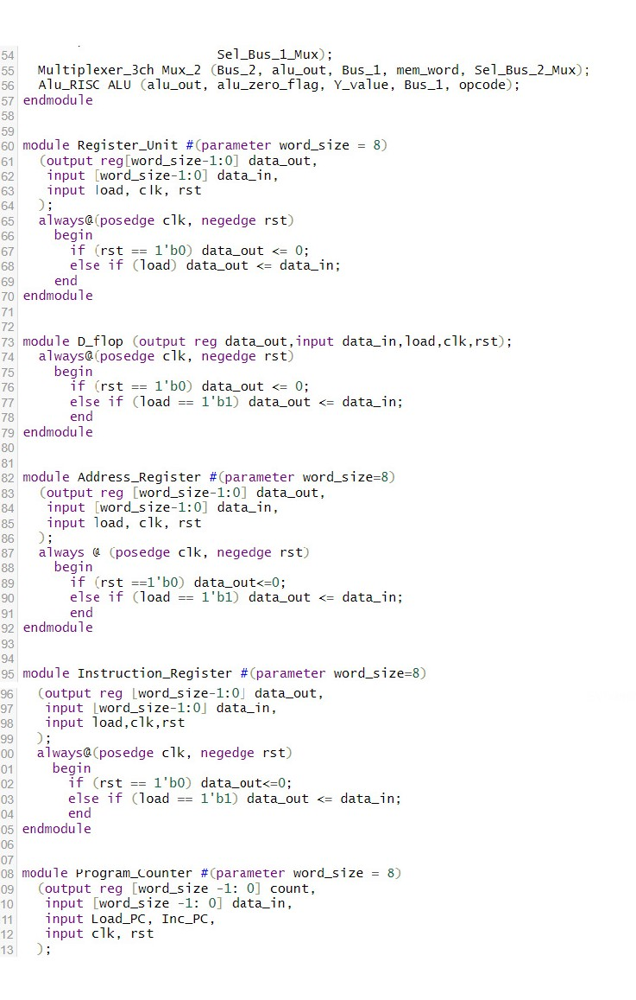 54                         Sel_Bus_1_Mux);
55   Multiplexer_3ch Mux_2 (Bus_2, alu_out, Bus_1, mem_word, Sel_Bus_2_Mux);
56   Alu_RISC ALU (alu_out, alu_zero_flag, Y_value, Bus_1, opcode);
57 endmodule
58
59
60 module Register_Unit #(parameter word_size = 8)
61   (output reg[word_size-1:0] data_out,
62    input [word_size-1:0] data_in,
63    input load, clk, rst
64   );
65   always@(posedge clk, negedge rst)
66     begin
67       if (rst == 1'b0) data_out <= 0;
68       else if (load) data_out <= data_in;
69     end
70 endmodule
71
72
73 module D_flop (output reg data_out,input data_in,load,clk,rst);
74   always@(posedge clk, negedge rst)
75     begin
76       if (rst == 1'b0) data_out <= 0;
77       else if (load == 1'b1) data_out <= data_in;
78       end
79 endmodule
80
81
82 module Address_Register #(parameter word_size=8)
83   (output reg [word_size-1:0] data_out,
84    input [word_size-1:0] data_in,
85    input load, clk, rst
86   );
87   always @ (posedge clk, negedge rst)
88     begin
89       if (rst ==1'b0) data_out<=0;
90       else if (load == 1'b1) data_out <= data_in;
91       end
92 endmodule
93
94
95 module Instruction_Register #(parameter word_size=8)
96   (output reg [word_size-1:0] data_out,
97    input [word_size-1:0] data_in,
98    input load,clk,rst
99   );
00   always@(posedge clk, negedge rst)
01     begin
02       if (rst == 1'b0) data_out<=0;
03       else if (load == 1'b1) data_out <= data_in;
04       end
05 endmodule
06
07
08 module Program_Counter #(parameter word_size = 8)
09   (output reg [word_size -1: 0] count,
10    input [word_size -1: 0] data_in,
11    input Load_PC, Inc_PC,
12    input clk, rst
13   );